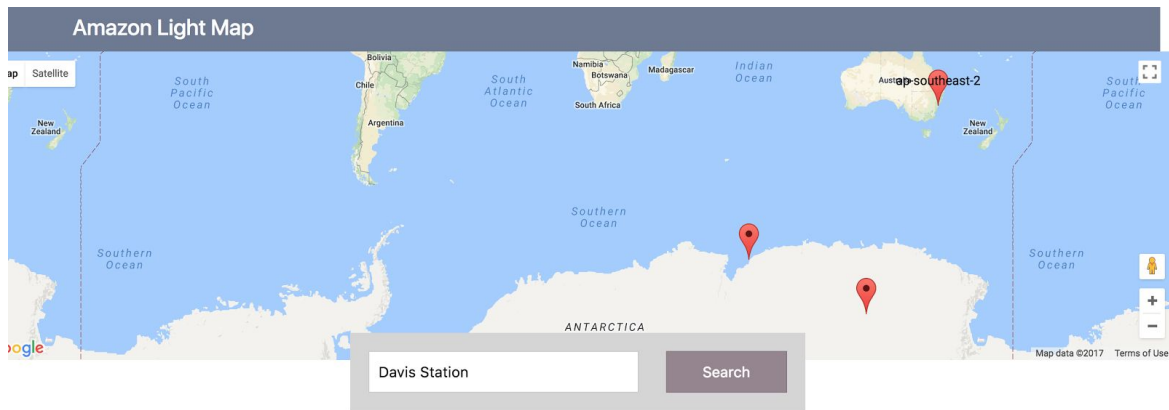 Amazon Light Map
ap
Satellite
Bolivia
Chile
Argentina
South
Pacific
Ocean
New
Zealand
South
Atlantic
Ocean
Namibia
Botswana
Madagascar
South Africa
Indian
Ocean
ap-southeast-2
New
Zealand
South
Pacific
Ocean
Southern
Ocean
Southern
Ocean
Southern
Ocean
ANTARCTICA
oogle
Map data ©2017
Terms of Use
Davis Station
Search